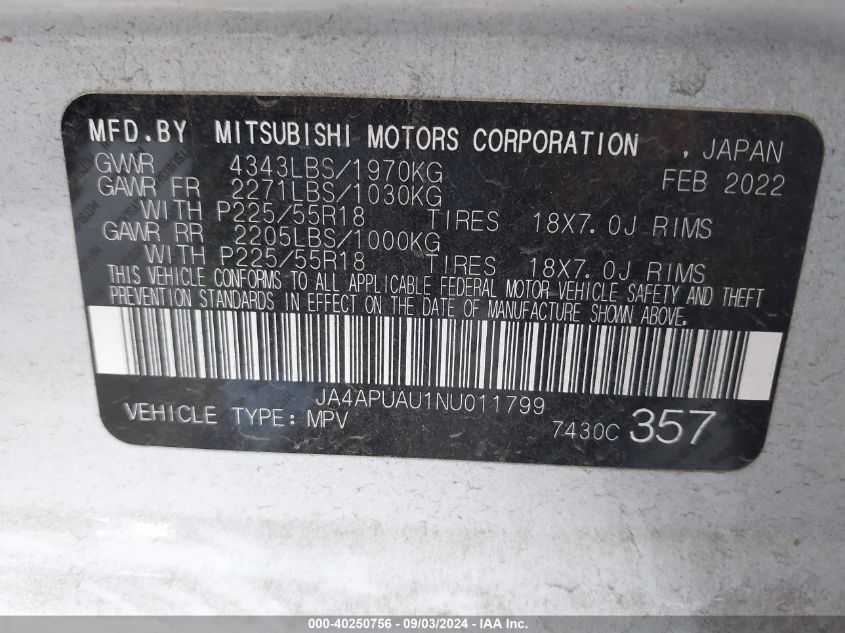 MFD.BY MITSUBISHI MOTORS CORPORATION , JAPAN
GWWR 4343LBS/1970KG FEB 2022
GAWR FR 2271LBS/1030KG
WITH P225/55R18 TIRES 18X7.0J RIMS
GAWR RR 2205LBS/1000KG
WITH P225/55R18 TIRES 18X7.0J RIMS
THIS VEHICLE CONFORMS TO ALL APPLICABLE FEDERAL MOTOR VEHICLE SAFETY AND THEFT
PREVENTION STANDARDS IN EFFECT ON THE DATE OF MANUFACTURE SHOWN ABOVE.
JA4APUAU1NU011799
VEHICLE TYPE: MPV 7430C 357
000-40250756 - 09/03/2024 - IAA Inc.